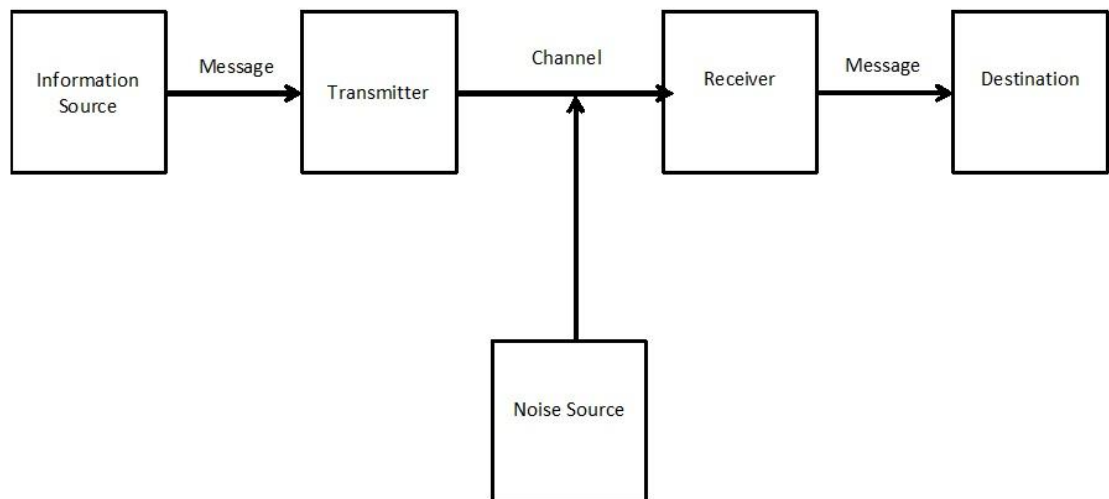 Information
Source
Message
Transmitter
Channel
Receiver
Message
Destination
Noise Source